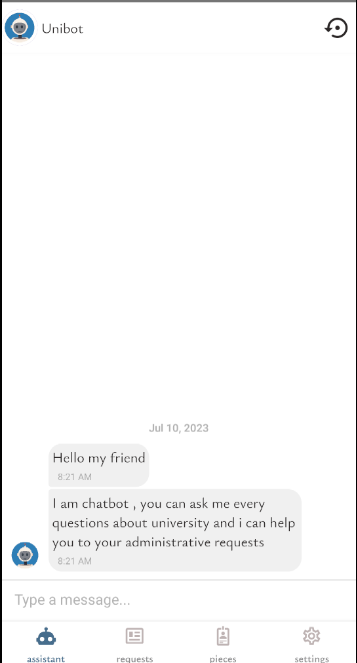 Unibot
Jul 10, 2023
Hello my friend
8:21 AM
I am chatbot , you can ask me every
questions about university and i can help
you to your administrative requests
8:21 AM
Type a message...
assistant
requests
pieces
settings